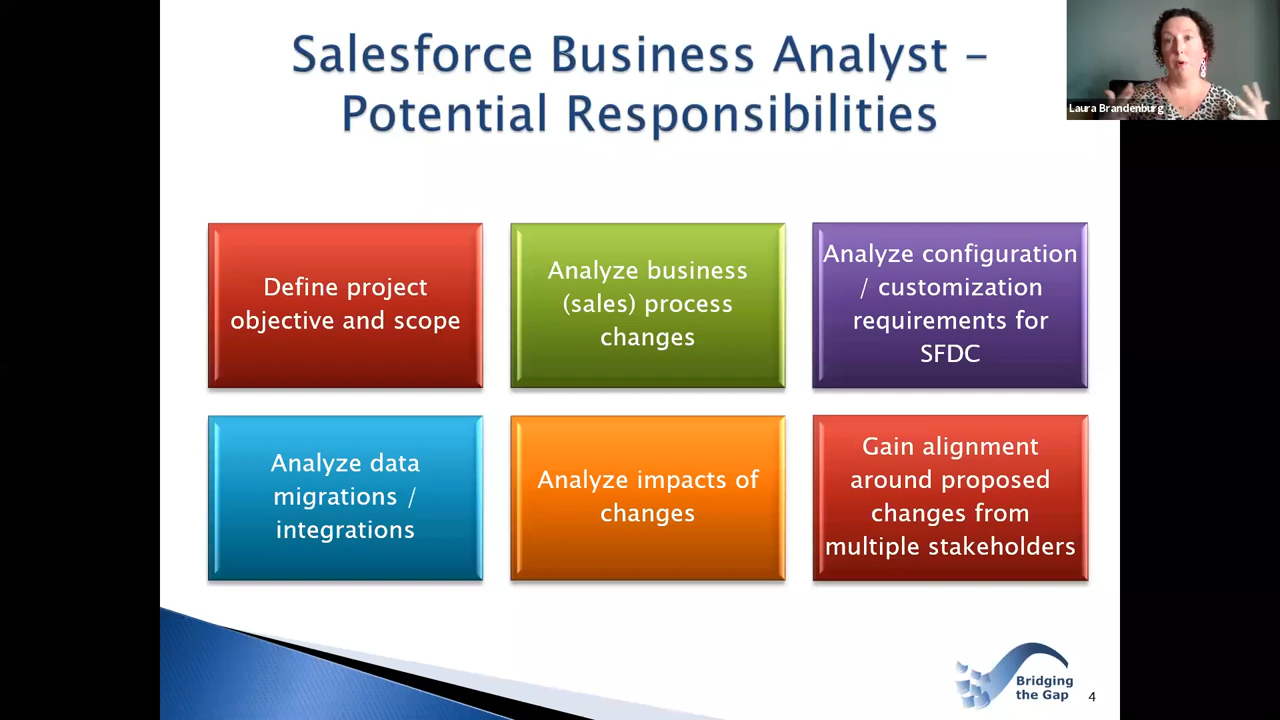 Salesforce Business Analyst –
Potential Responsibilities
Laura Brandenburg
Define project
objective and scope
Analyze business
(sales) process
changes
Analyze configuration
/ customization
requirements for
SFDC
Analyze data
migrations /
integrations
Analyze impacts of
changes
Gain alignment
around proposed
changes from
multiple stakeholders
Bridging
the Gap
4